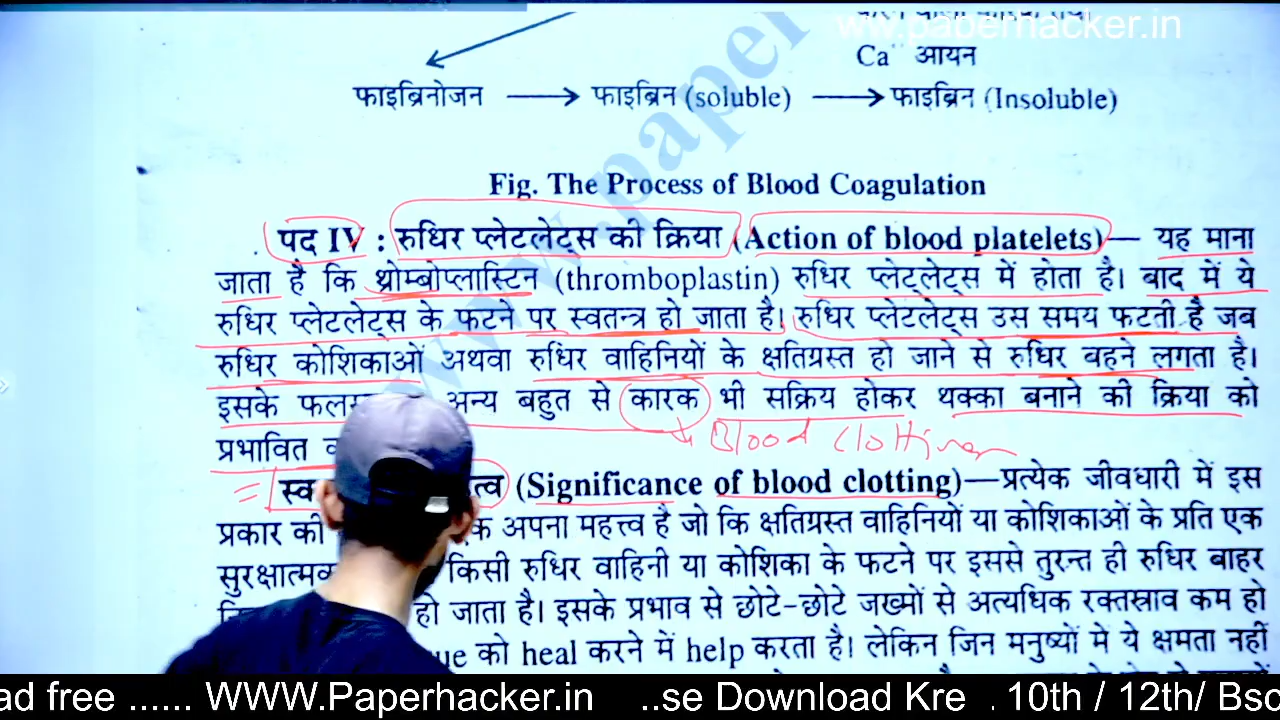 www.paperhacker.in
Ca¨ आयन
फाइब्रिनोजन ⟶ फाइब्रिन (soluble) ⟶ फाइब्रिन (Insoluble)
www.paper
Fig. The Process of Blood Coagulation
पद IV : रुधिर प्लेटलेट्स की क्रिया (Action of blood platelets)— यह माना
जाता है कि थ्रोम्बोप्लास्टिन (thromboplastin) रुधिर प्लेट्लेट्स में होता है। बाद में ये
रुधिर प्लेटलेट्स के फटने पर स्वतन्त्र हो जाता है। रुधिर प्लेटलेट्स उस समय फटती है जब
रुधिर कोशिकाओं अथवा रुधिर वाहिनियों के क्षतिग्रस्त हो जाने से रुधिर बहने लगता है।
इसके अन्य बहुत से कारक भी सक्रिय होकर थक्का बनाने की क्रिया को
प्रभावित
Blood clotting
(Significance of blood clotting)—प्रत्येक जीवधारी में इस
प्रकार की अपना महत्त्व है जो कि क्षतिग्रस्त वाहिनियों या कोशिकाओं के प्रति एक
किसी रुधिर वाहिनी या कोशिका के फटने पर इससे तुरन्त ही रुधिर बाहर
हो जाता है। इसके प्रभाव से छोटे-छोटे जख्मों से अत्यधिक रक्तस्राव कम हो
को heal करने में help करता है। लेकिन जिन मनुष्यों में ये क्षमता नहीं
ad free ...... WWW.Paperhacker.in ..se Download Kre . 10th / 12th/ Bsc